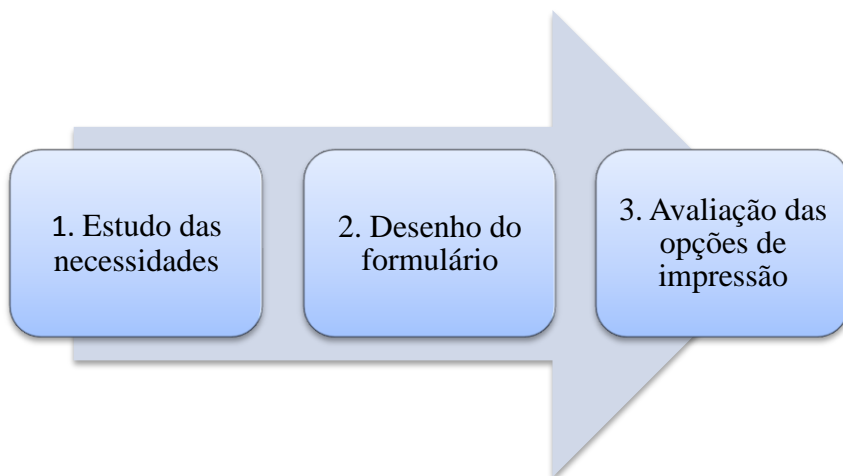 1. Estudo das
necessidades
2. Desenho do
formulário
3. Avaliação das
opções de
impressão